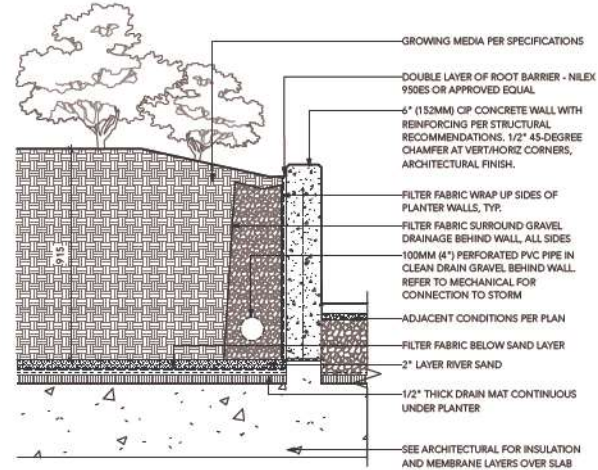 GROWING MEDIA PER SPECIFICATIONS
DOUBLE LAYER OF ROOT BARRIER - NILEX
950ES OR APPROVED EQUAL
6" (152MM) CIP CONCRETE WALL WITH
REINFORCING PER STRUCTURAL
RECOMMENDATIONS. 1/2" 45-DEGREE
CHAMFER AT VERT/HORIZ CORNERS,
ARCHITECTURAL FINISH.
FILTER FABRIC WRAP UP SIDES OF
PLANTER WALLS, TYP.
FILTER FABRIC SURROUND GRAVEL
DRAINAGE BEHIND WALL, ALL SIDES
100MM (4") PERFORATED PVC PIPE IN
CLEAN DRAIN GRAVEL BEHIND WALL.
REFER TO MECHANICAL FOR
CONNECTION TO STORM
915
ADJACENT CONDITIONS PER PLAN
FILTER FABRIC BELOW SAND LAYER
2" LAYER RIVER SAND
1/2" THICK DRAIN MAT CONTINUOUS
UNDER PLANTER
SEE ARCHITECTURAL FOR INSULATION
AND MEMBRANE LAYERS OVER SLAB